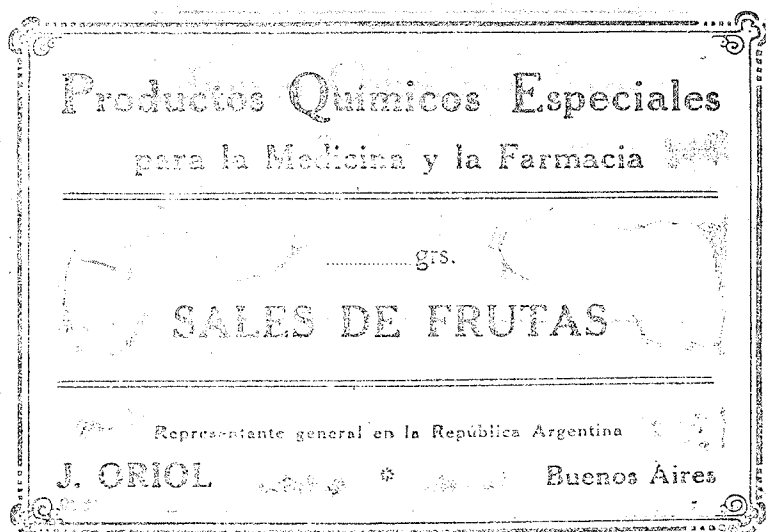 Productos Químicos Especiales
para la Medicina y la Farmacia
..............grs.
SALES DE FRUTAS
Representante general en la República Argentina
J. ORIOL Buenos Aires